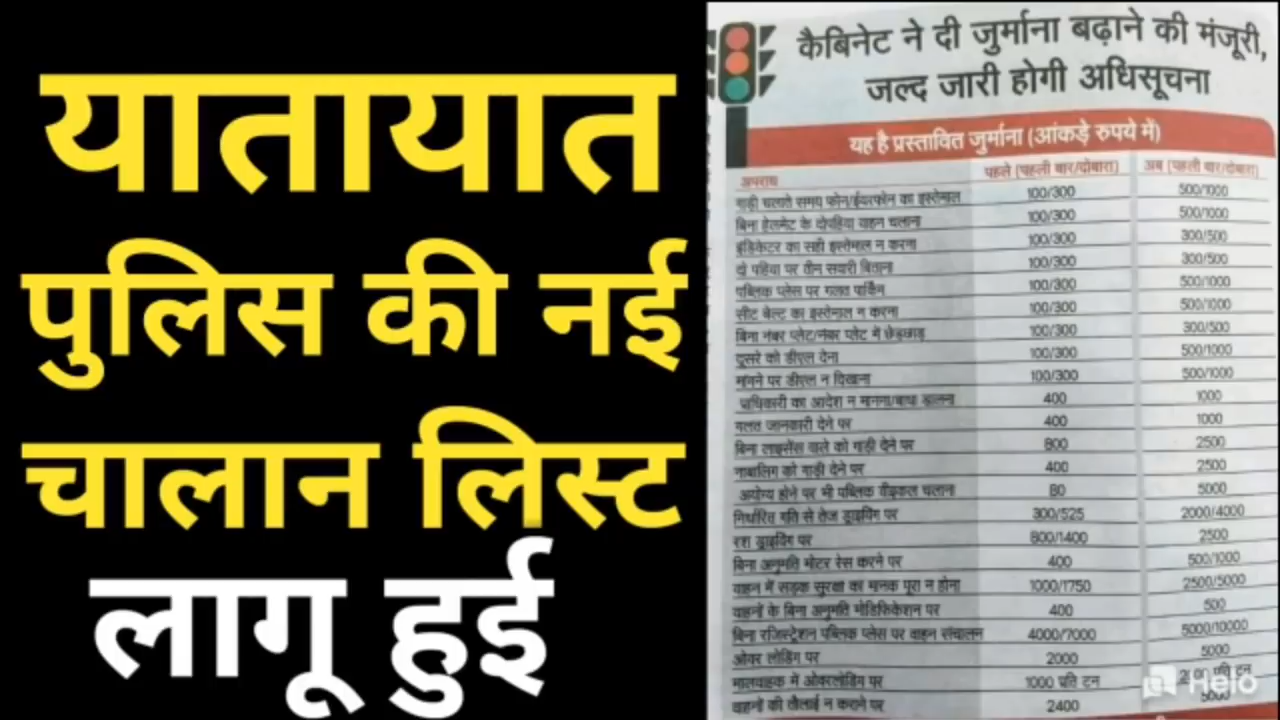 यातायात
पुलिस की नई
चालान लिस्ट
लागू हुई
कैबिनेट ने दी जुर्माना बढ़ाने की मंजूरी,
जल्द जारी होगी अधिसूचना
यह है प्रस्तावित जुर्माना (आंकड़े रुपये में)
अपराध पहले (पहली बार/दोबारा) अब (पहली बार/दोबारा)
गाड़ी चलाते समय फोन/ईयरफोन का इस्तेमाल 100/300 500/1000
बिना हेलमेट के दोपहिया वाहन चलाना 100/300 500/1000
इंडिकेटर का सही इस्तेमाल न करना 100/300 300/500
दो पहिया पर तीन सवारी बिठाना 100/300 300/500
पब्लिक प्लेस पर गलत पार्किंग 100/300 500/1000
सीट बेल्ट का इस्तेमाल न करना 100/300 500/1000
बिना नंबर प्लेट/नंबर प्लेट में छेड़छाड़ 100/300 300/500
दूसरे को डीएल देना 100/300 500/1000
मांगने पर डीएल न दिखाना 100/300 500/1000
प्राधिकारी का आदेश न मानना/बाधा डालना 400 1000
गलत जानकारी देने पर 400 1000
बिना लाइसेंस वाले को गाड़ी देने पर 800 2500
नाबालिग को गाड़ी देने पर 400 2500
अयोग्य होने पर भी पब्लिक वीइकल चलाना 80 5000
निर्धारित गति से तेज ड्राइविंग पर 300/525 2000/4000
रश ड्राइविंग पर 800/1400 2500
बिना अनुमति मोटर रेस करने पर 400 500/1000
वाहन में सड़क सुरक्षा का मानक पूरा न होना 1000/1750 2500/5000
वाहनों के बिना अनुमति मोडिफिकेशन पर 400 500
बिना रजिस्ट्रेशन पब्लिक प्लेस पर वाहन संचालन 4000/7000 5000/10000
ओवर लोडिंग पर 2000 5000
मालवाहक में ओवरलोडिंग पर 1000 प्रति टन प्रति टन
वाहनों की तौलाई न कराने पर 2400 5000
Helo